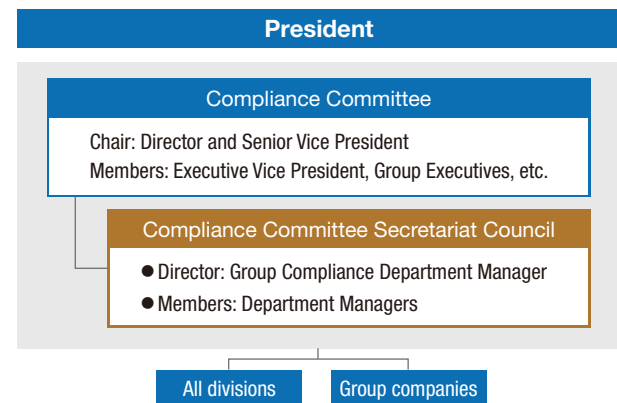 President
Compliance Committee
Chair: Director and Senior Vice President
Members: Executive Vice President, Group Executives, etc.
Compliance Committee Secretariat Council
●Director: Group Compliance Department Manager
●Members: Department Managers
All divisions
Group companies